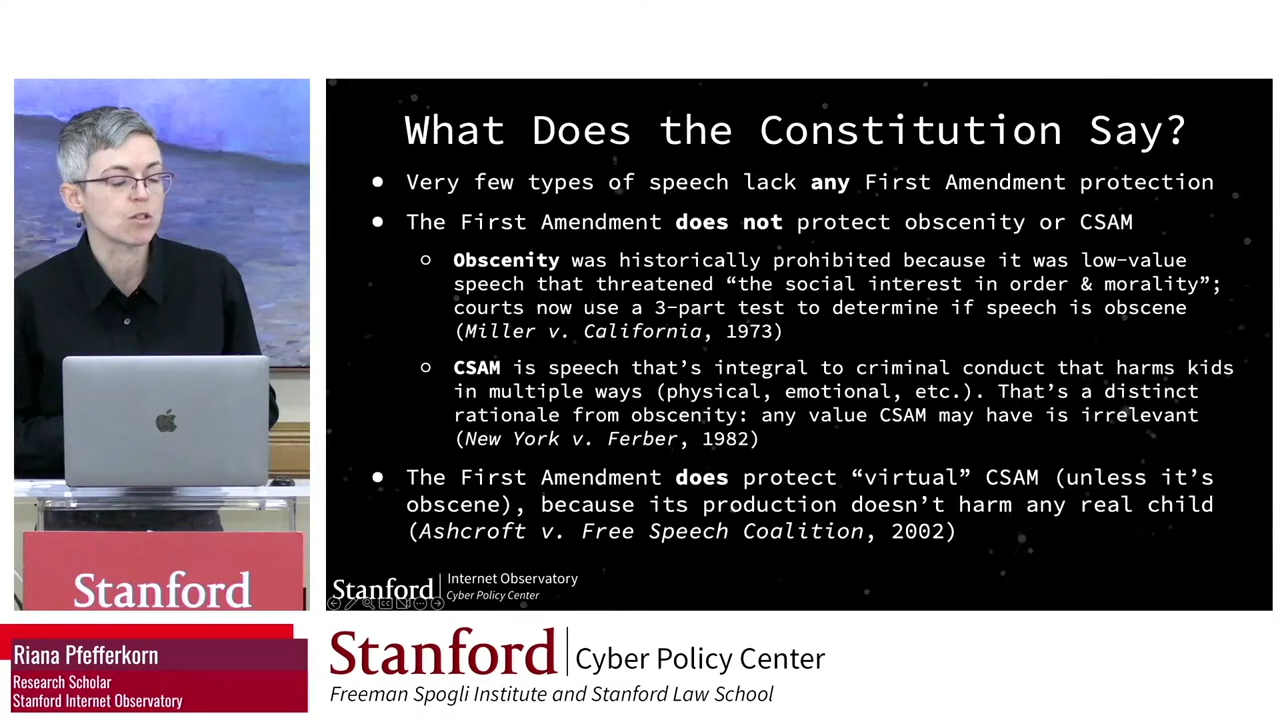 What Does the Constitution Say?
● Very few types of speech lack any First Amendment protection
● The First Amendment does not protect obscenity or CSAM
○ Obscenity was historically prohibited because it was low-value
speech that threatened “the social interest in order & morality”;
courts now use a 3-part test to determine if speech is obscene
(Miller v. California, 1973)
○ CSAM is speech that’s integral to criminal conduct that harms kids
in multiple ways (physical, emotional, etc.). That’s a distinct
rationale from obscenity: any value CSAM may have is irrelevant
(New York v. Ferber, 1982)
● The First Amendment does protect “virtual” CSAM (unless it’s
obscene), because its production doesn’t harm any real child
(Ashcroft v. Free Speech Coalition, 2002)
Stanford | Internet Observatory
Cyber Policy Center
Stanford
Riana Pfefferkorn
Research Scholar
Stanford Internet Observatory
Stanford | Cyber Policy Center
Freeman Spogli Institute and Stanford Law School